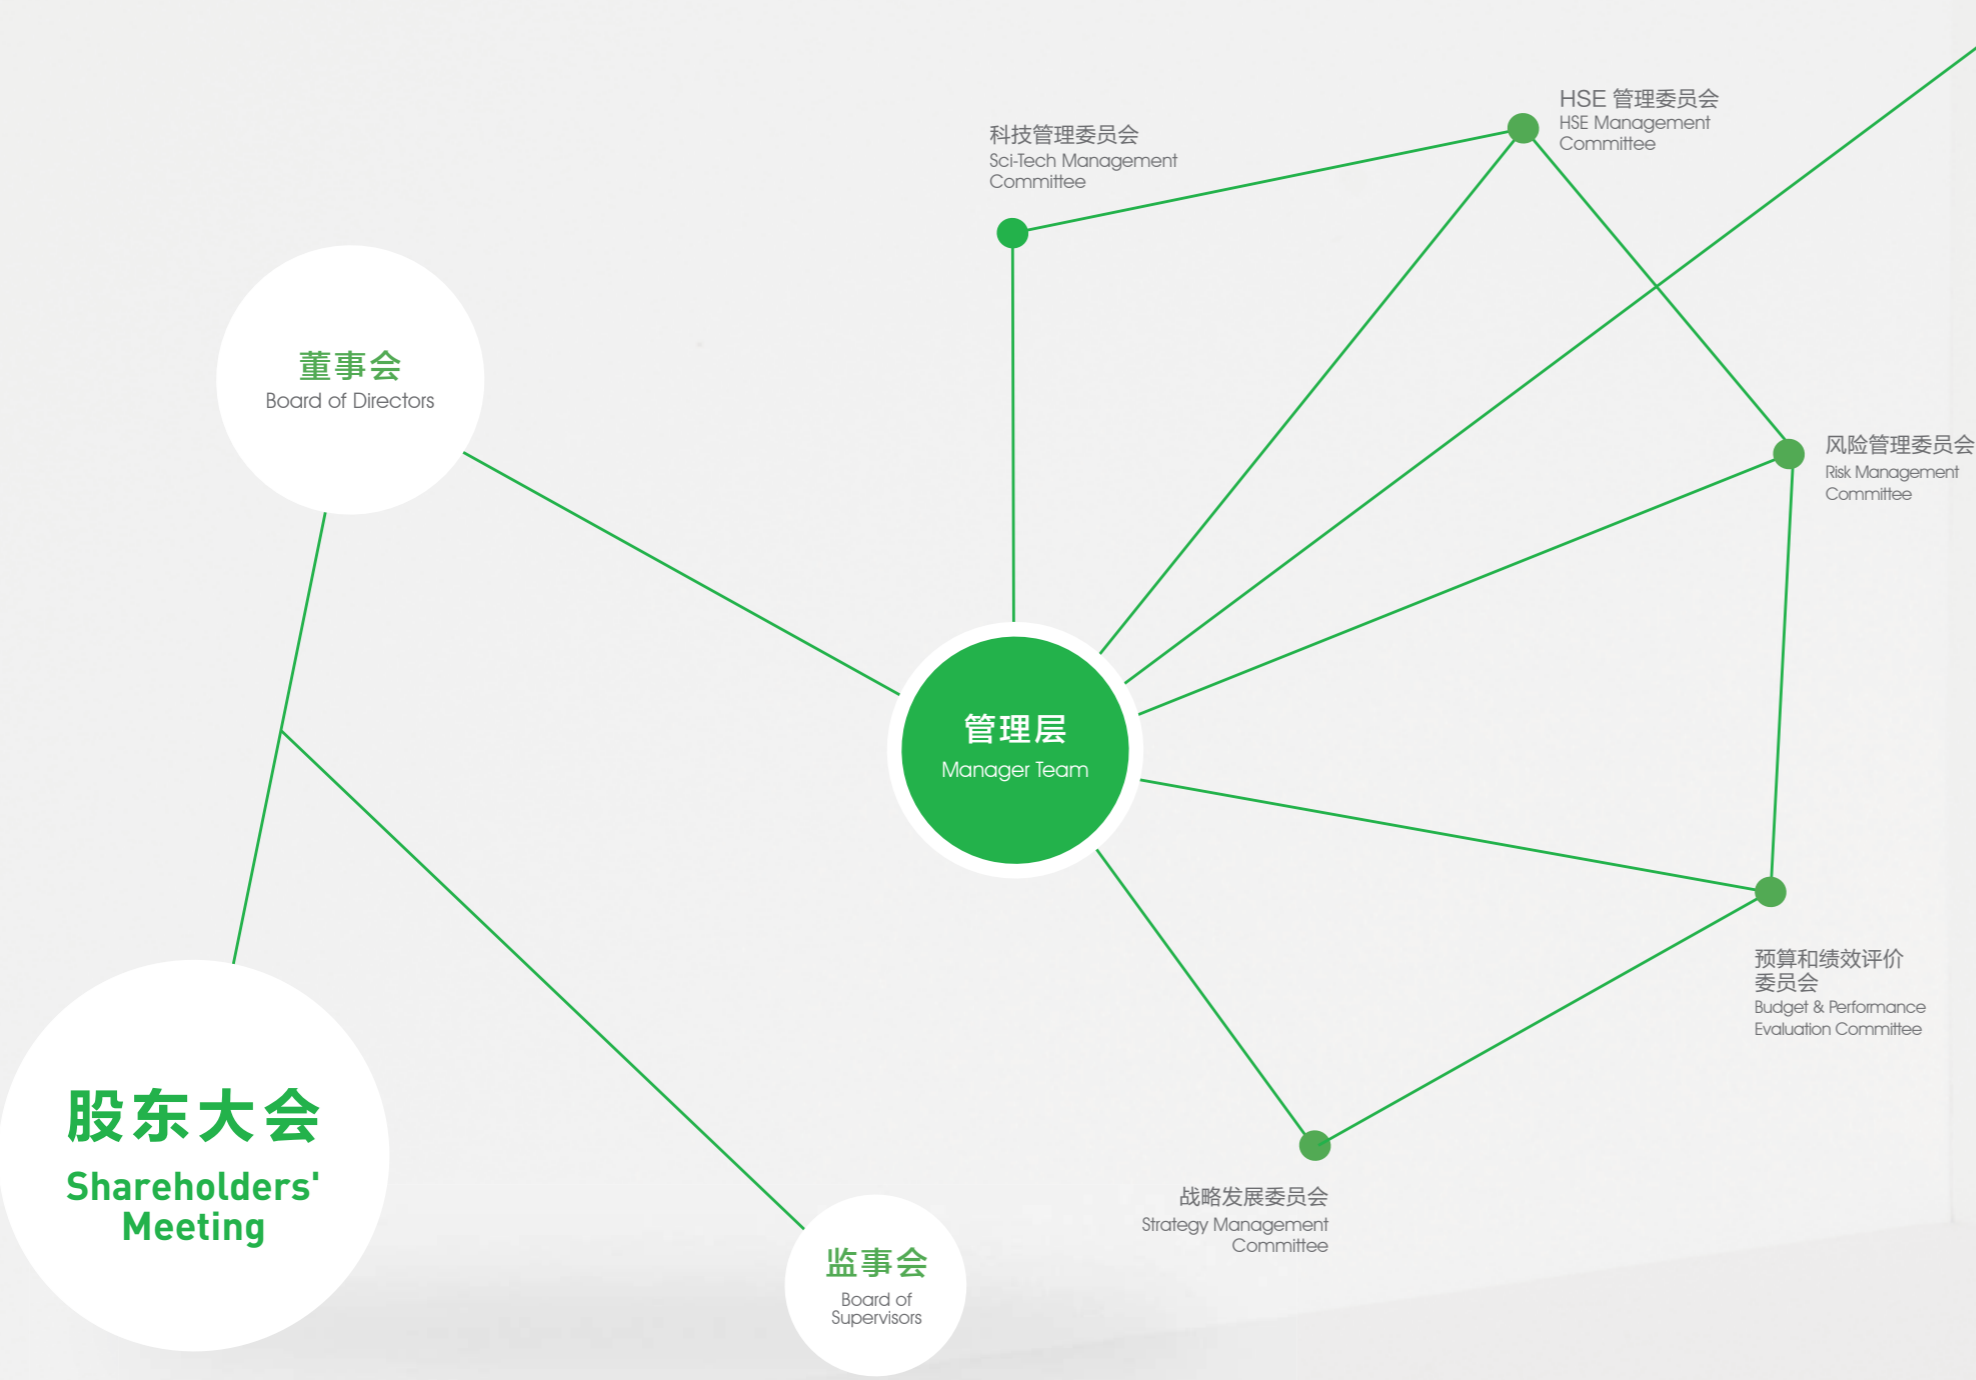 科技管理委员会
Sci-Tech Management
Committee
HSE 管理委员会
HSE Management
Committee
董事会
Board of Directors
风险管理委员会
Risk Management
Committee
管理层
Manager Team
预算和绩效评价
委员会
Budget & Performance
Evaluation Committee
股东大会
Shareholders'
Meeting
战略发展委员会
Strategy Management
Committee
监事会
Board of
Supervisors